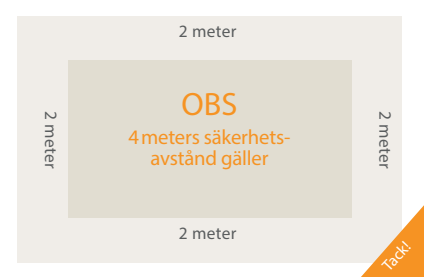 2 meter
2 meter
OBS
4 meters säkerhets-
avstånd gäller
2 meter
2 meter
Tack!